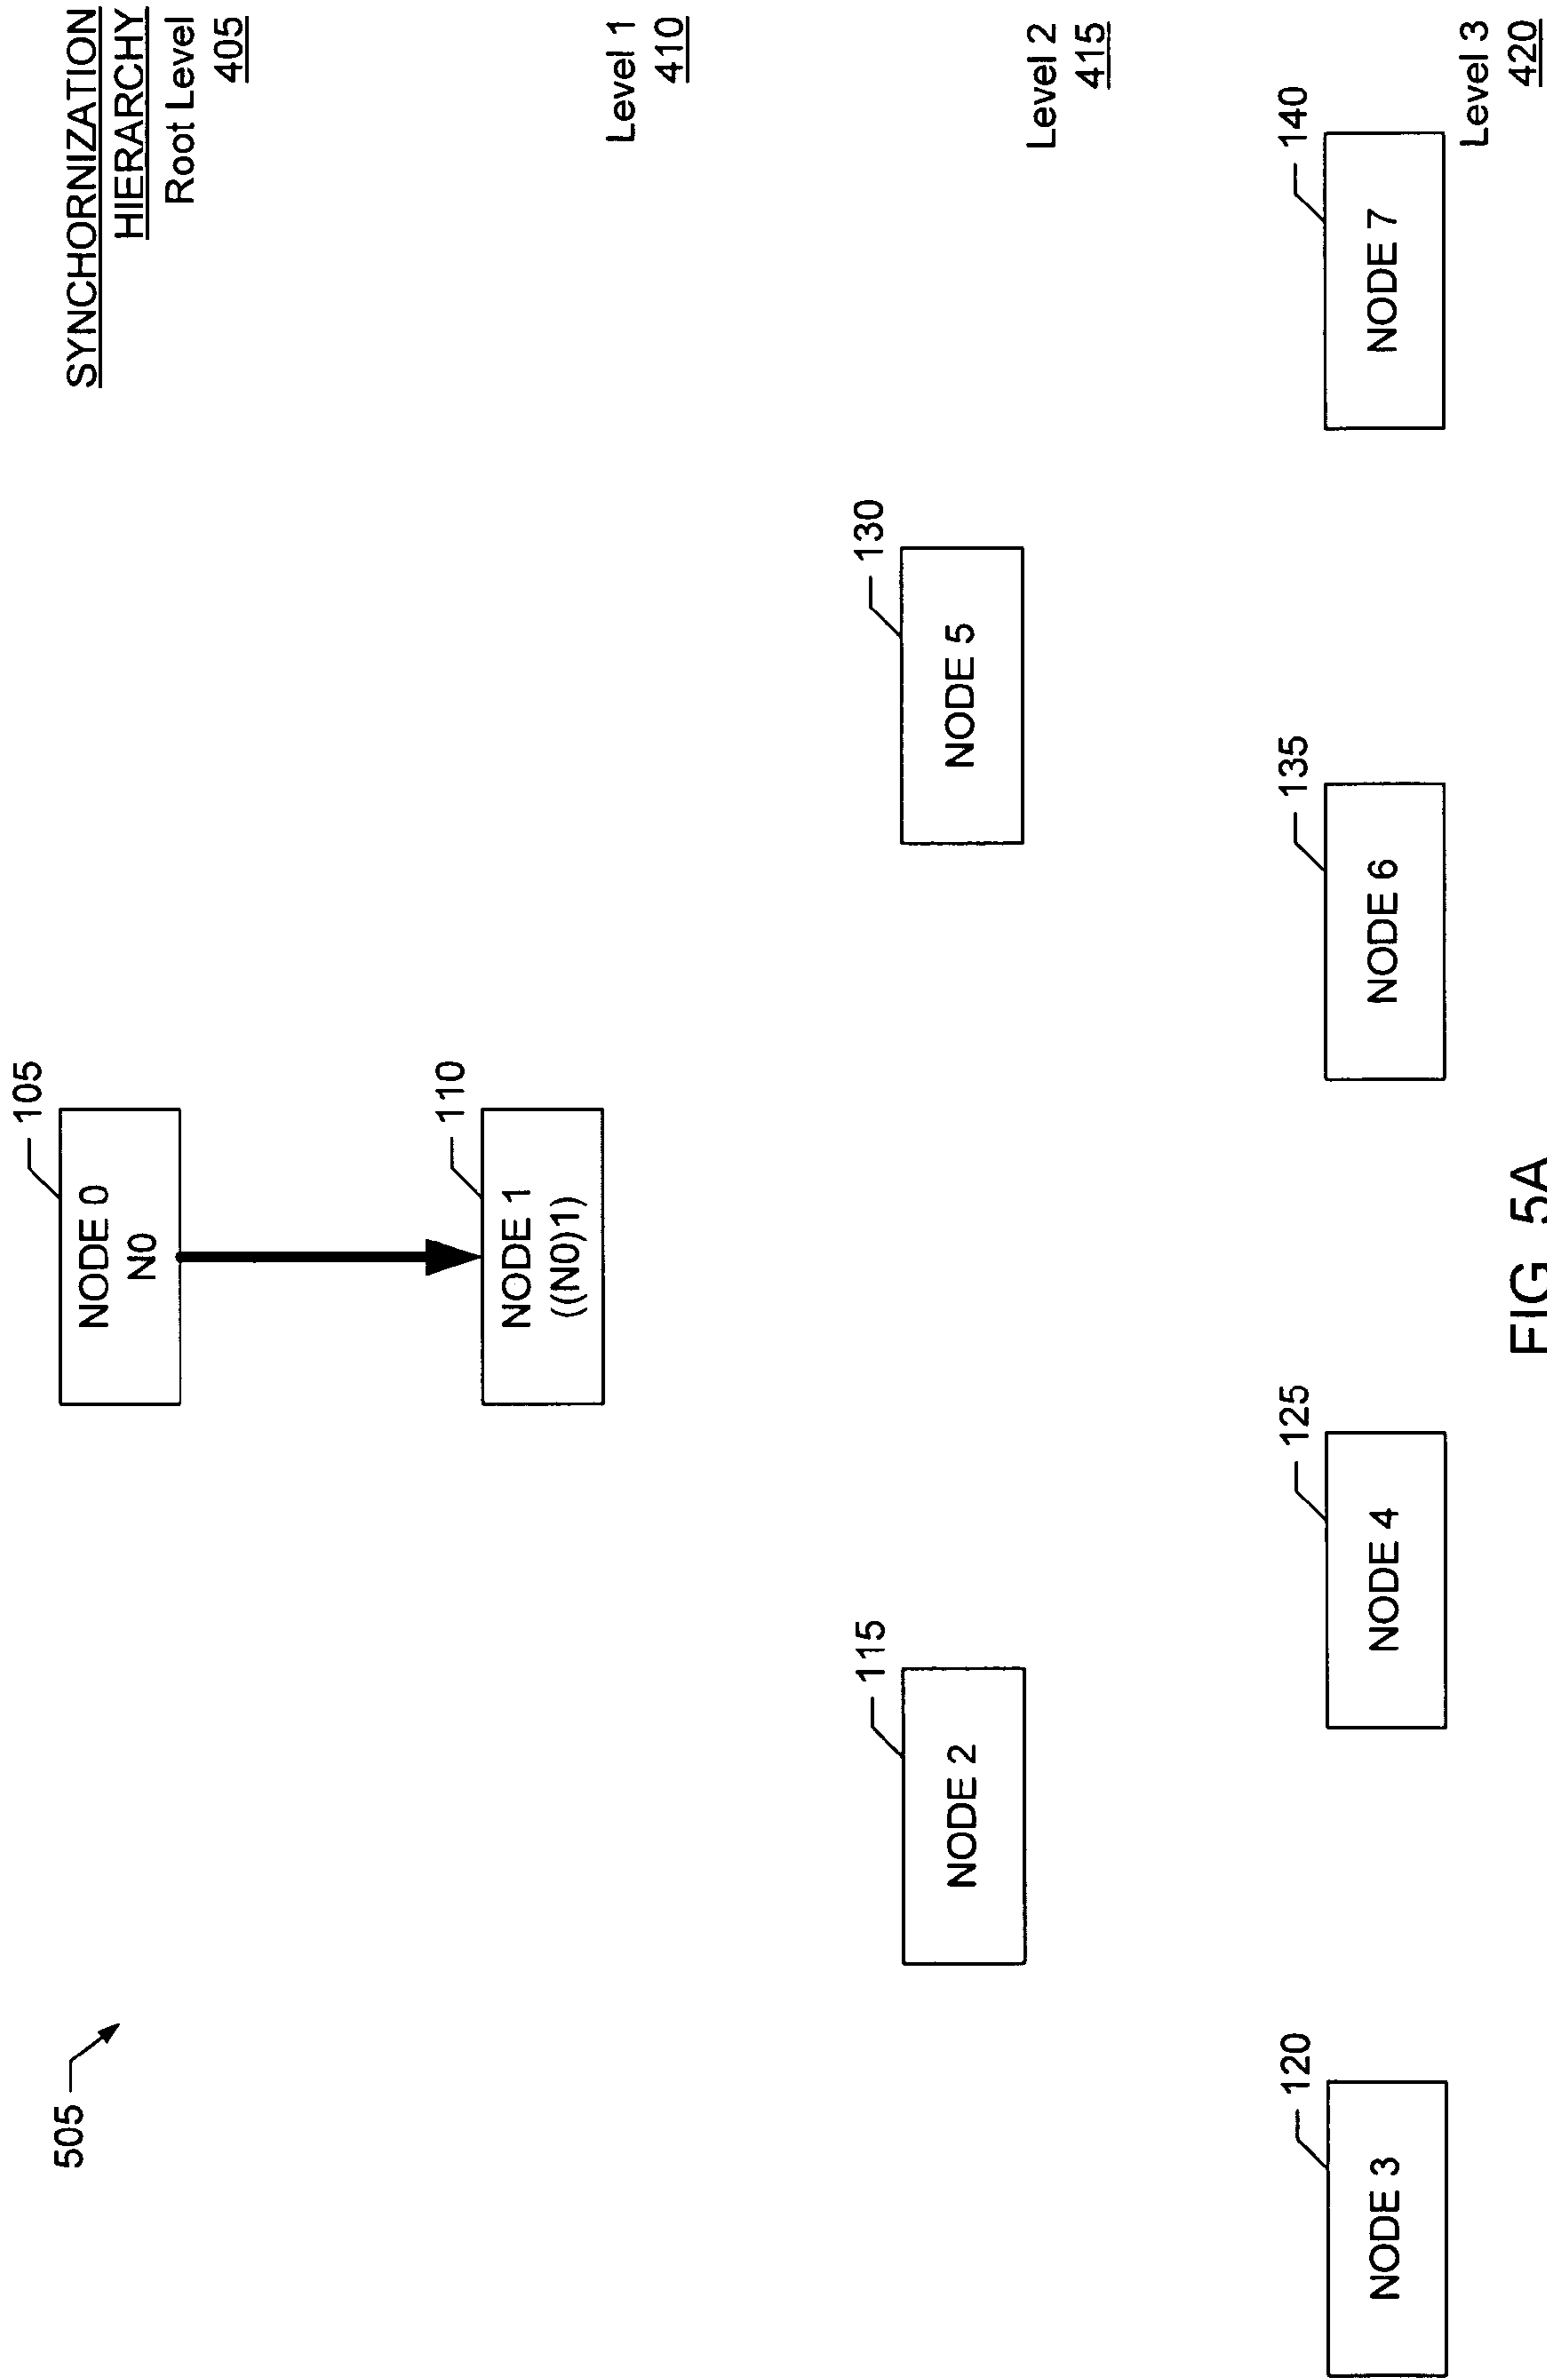 505
SYNCHORNIZATION
HIERARCHY
Root Level
405
105
NODE 0
N0
110
NODE 1
((N0)1)
Level 1
410
115
NODE 2
130
NODE 5
Level 2
415
120
NODE 3
125
NODE 4
135
NODE 6
140
NODE 7
Level 3
420
FIG. 5A